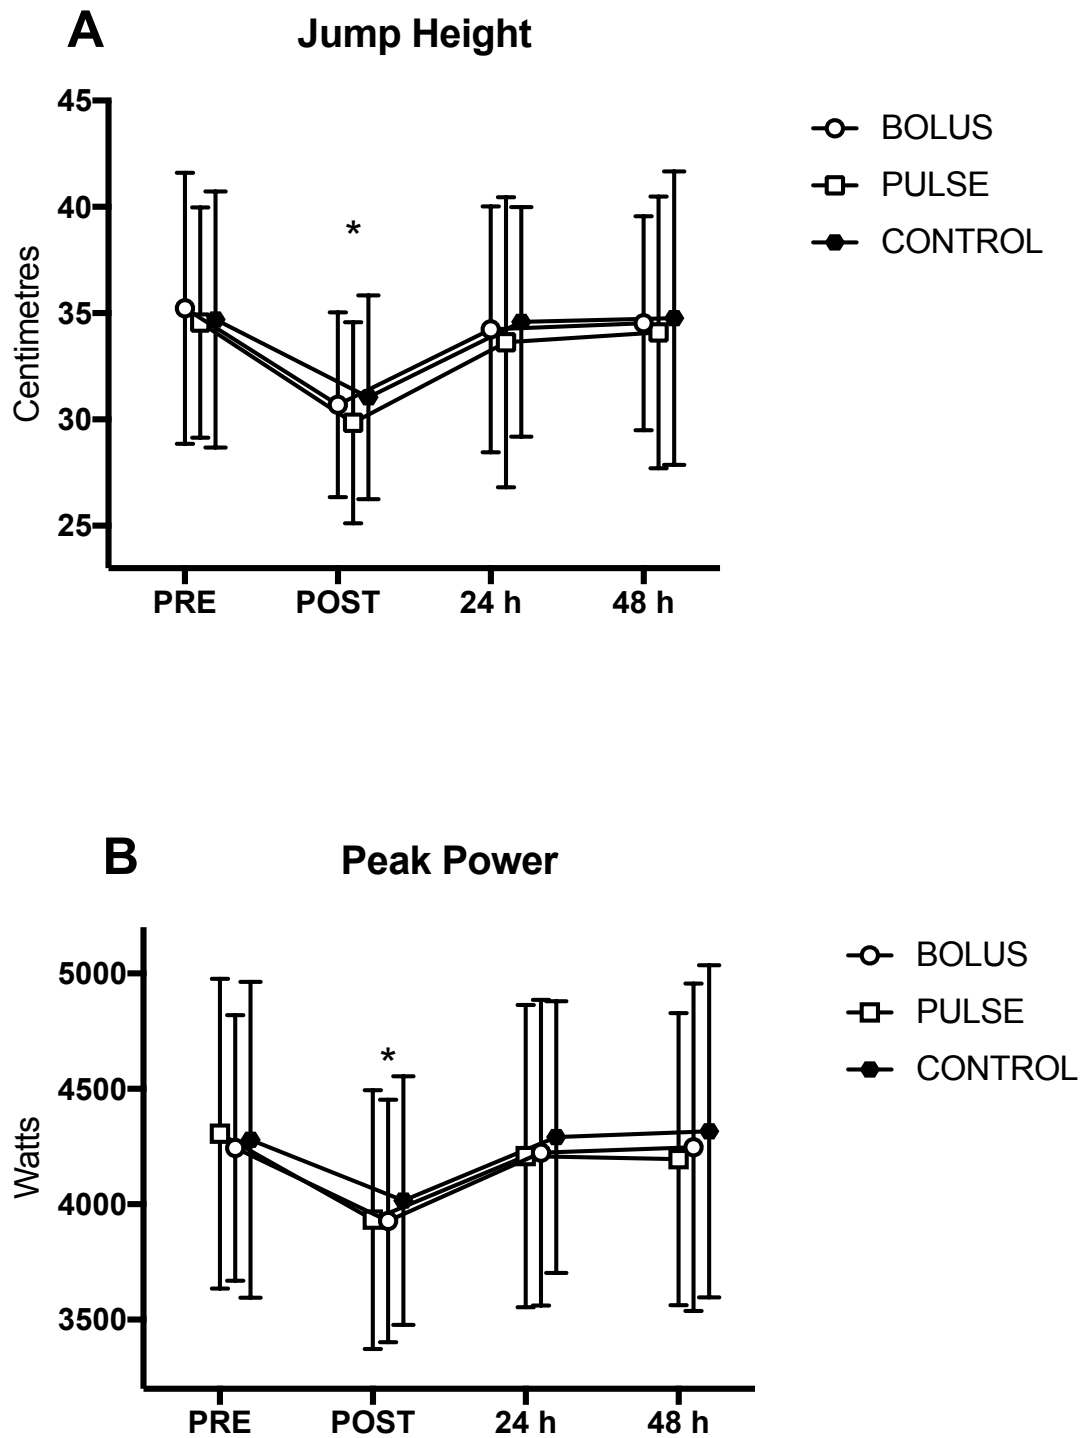 A
Jump Height
45
40
35
30
25
Centimetres
*
PRE POST 24 h 48 h
BOLUS
PULSE
CONTROL
B
Peak Power
5000
4500
4000
3500
Watts
*
PRE POST 24 h 48 h
BOLUS
PULSE
CONTROL